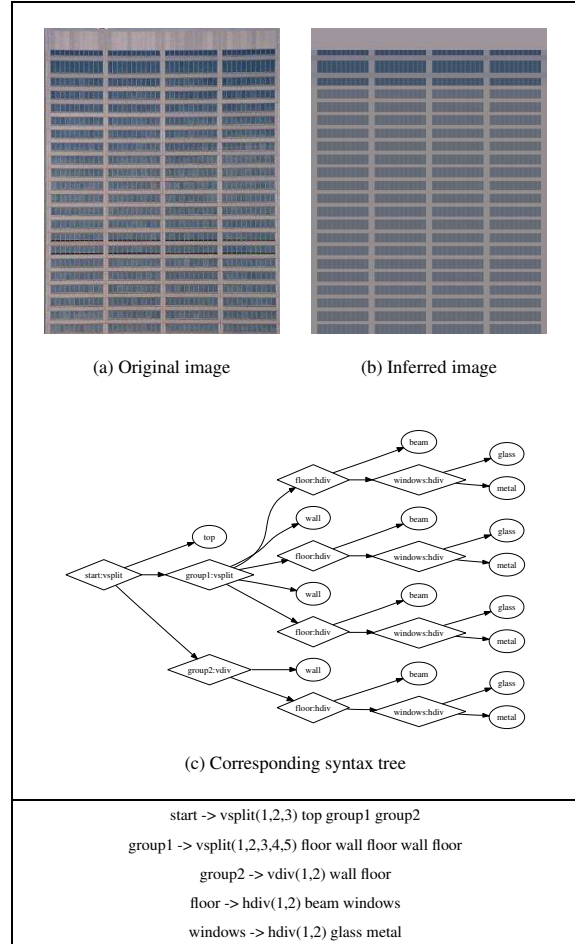 (a) Original image
(b) Inferred image
beam
glass
floor:hdiv
windows:hdiv
metal
wall
beam
top
glass
floor:hdiv
windows:hdiv
start:vsplit
group1:vsplit
metal
wall
beam
glass
floor:hdiv
windows:hdiv
metal
group2:vdiv
wall
beam
glass
floor:hdiv
windows:hdiv
metal
(c) Corresponding syntax tree
start -> vsplit(1,2,3) top group1 group2
group1 -> vsplit(1,2,3,4,5) floor wall floor wall floor
group2 -> vdiv(1,2) wall floor
floor -> hdiv(1,2) beam windows
windows -> hdiv(1,2) glass metal